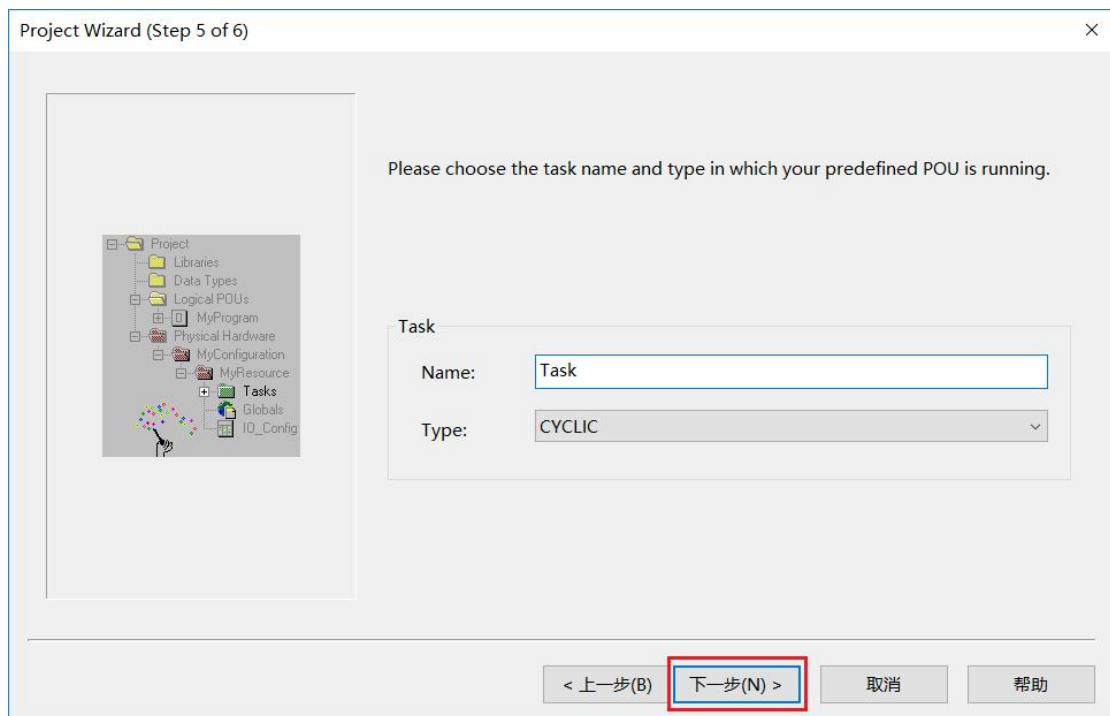 Project Wizard (Step 5 of 6)
Project
Libraries
Data Types
Logical POUs
MyProgram
Physical Hardware
MyConfiguration
MyResource
Tasks
Globals
IO_Config
Please choose the task name and type in which your predefined POU is running.
Task
Name: Task
Type: CYCLIC
< 上一步(B) 下一步(N) > 取消 帮助